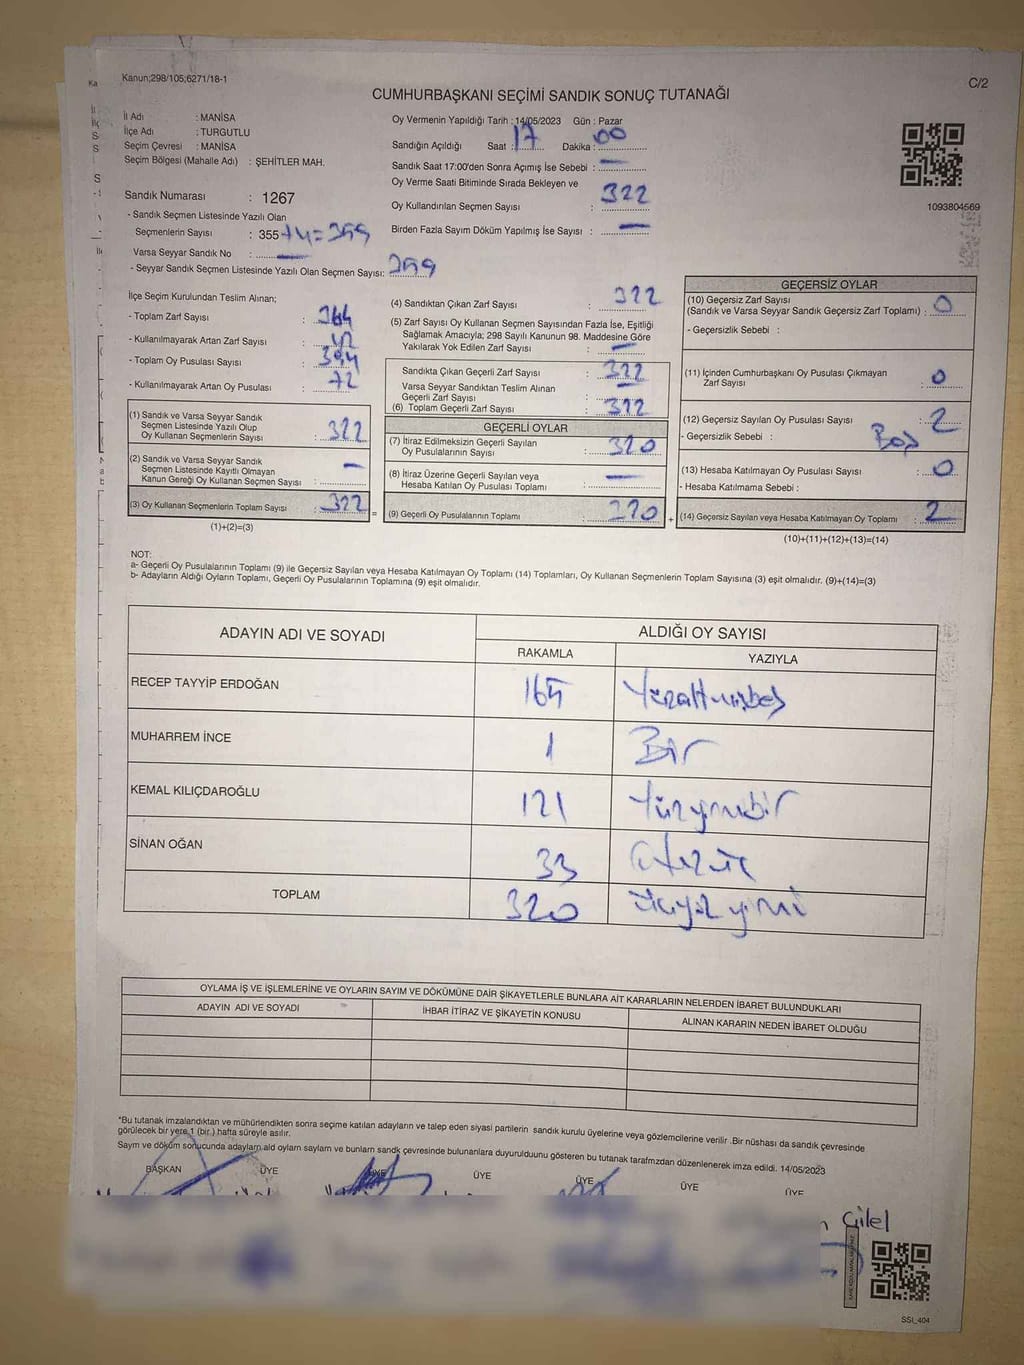 Kanun;298/105;6271/18-1
C/2
CUMHURBAŞKANI SEÇİMİ SANDIK SONUÇ TUTANAĞI
İl Adı : MANİSA
İlçe Adı : TURGUTLU
Seçim Çevresi : MANİSA
Seçim Bölgesi (Mahalle Adı) : ŞEHİTLER MAH.
Sandık Numarası : 1267
- Sandık Seçmen Listesinde Yazılı Olan
Seçmenlerin Sayısı : 355+4=359
Varsa Seyyar Sandık No :
- Seyyar Sandık Seçmen Listesinde Yazılı Olan Seçmen Sayısı: 359
Oy Vermenin Yapıldığı Tarih : 14/05/2023 Gün : Pazar
Sandığın Açıldığı Saat : 17 Dakika : 00
Sandık Saat 17:00'den Sonra Açımış İse Sebebi : —
Oy Verme Saati Bitiminde Sırada Bekleyen ve
Oy Kullandırılan Seçmen Sayısı : 322
Birden Fazla Sayım Döküm Yapılmış İse Sayısı : —
1093804569
İlçe Seçim Kurulundan Teslim Alınan;
- Toplam Zarf Sayısı : 364
- Kullanılmayarak Artan Zarf Sayısı : 42
- Toplam Oy Pusulası Sayısı : 394
- Kullanılmayarak Artan Oy Pusulası : 72
(1) Sandık ve Varsa Seyyar Sandık
Seçmen Listesinde Yazılı Olup
Oy Kullanan Seçmenlerin Sayısı : 322
(2) Sandık ve Varsa Seyyar Sandık
Seçmen Listesinde Kayıtlı Olmayan
Kanun Gereği Oy Kullanan Seçmen Sayısı : —
(3) Oy Kullanan Seçmenlerin Toplam Sayısı : 322
(1)+(2)=(3)
(4) Sandıktan Çıkan Zarf Sayısı : 322
(5) Zarf Sayısı Oy Kullanan Seçmen Sayısından Fazla İse, Eşitliği
Sağlamak Amacıyla; 298 Sayılı Kanunun 98. Maddesine Göre
Yakılarak Yok Edilen Zarf Sayısı : —
Sandıkta Çıkan Geçerli Zarf Sayısı : 322
Varsa Seyyar Sandıktan Teslim Alınan
Geçerli Zarf Sayısı : —
(6) Toplam Geçerli Zarf Sayısı : 322
GEÇERLİ OYLAR
(7) İtiraz Edilmeksizin Geçerli Sayılan
Oy Pusulalarının Sayısı : 320
(8) İtiraz Üzerine Geçerli Sayılan veya
Hesaba Katılan Oy Pusulası Toplamı : —
= (9) Geçerli Oy Pusulalarının Toplamı : 320 +
GEÇERSİZ OYLAR
(10) Geçersiz Zarf Sayısı
(Sandık ve Varsa Seyyar Sandık Geçersiz Zarf Toplamı) : 0
- Geçersizlik Sebebi :
(11) İçinden Cumhurbaşkanı Oy Pusulası Çıkmayan
Zarf Sayısı : 0
(12) Geçersiz Sayılan Oy Pusulası Sayısı : 2
- Geçersizlik Sebebi : Boş
(13) Hesaba Katılmayan Oy Pusulası Sayısı : 0
- Hesaba Katılmama Sebebi :
(14) Geçersiz Sayılan veya Hesaba Katılmayan Oy Toplamı : 2
(10)+(11)+(12)+(13)=(14)
NOT:
a- Geçerli Oy Pusulalarının Toplamı (9) ile Geçersiz Sayılan veya Hesaba Katılmayan Oy Toplamı (14) Toplamları, Oy Kullanan Seçmenlerin Toplam Sayısına (3) eşit olmalıdır. (9)+(14)=(3)
b- Adayların Aldığı Oyların Toplamı, Geçerli Oy Pusulalarının Toplamına (9) eşit olmalıdır.
ADAYIN ADI VE SOYADI ALDIĞI OY SAYISI
RAKAMLA YAZIYLA
RECEP TAYYİP ERDOĞAN 165 Yüzaltmışbeş
MUHARREM İNCE 1 Bir
KEMAL KILIÇDAROĞLU 121 Yüzyirmibir
SİNAN OĞAN 33 otuzüç
TOPLAM 320 üçyüz yirmi
OYLAMA İŞ VE İŞLEMLERİNE VE OYLARIN SAYIM VE DÖKÜMÜNE DAİR ŞİKAYETLERLE BUNLARA AİT KARARLARIN NELERDEN İBARET BULUNDUKLARI
ADAYIN ADI VE SOYADI İHBAR İTİRAZ VE ŞİKAYETİN KONUSU ALINAN KARARIN NEDEN İBARET OLDUĞU
*Bu tutanak imzalandıktan ve mühürlendikten sonra seçime katılan adayların ve talep eden siyasi partilerin sandık kurulu üyelerine veya gözlemcilerine verilir .Bir nüshası da sandık çevresinde
görülecek bir yere 1 (bir.) hafta süreyle asılır.
Sayım ve döküm sonucunda adayların ald oyların sayları ve bunların sandk çevresinde bulunanlara duyurulduunu gösteren bu tutanak tarafmzdan düzenlenerek imza edildi. 14/05/2023
BAŞKAN ÜYE ÜYE ÜYE ÜYE ÜYE ÜYE
Çilel
SSI_404